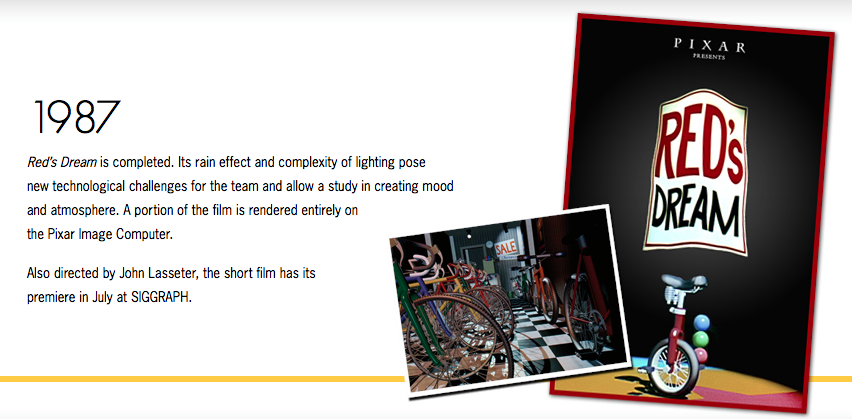 1987
Red's Dream is completed. Its rain effect and complexity of lighting pose
new technological challenges for the team and allow a study in creating mood
and atmosphere. A portion of the film is rendered entirely on
the Pixar Image Computer.
Also directed by John Lasseter, the short film has its
premiere in July at SIGGRAPH.
SALE
PIXAR
PRESENTS
RED'S
DREAM